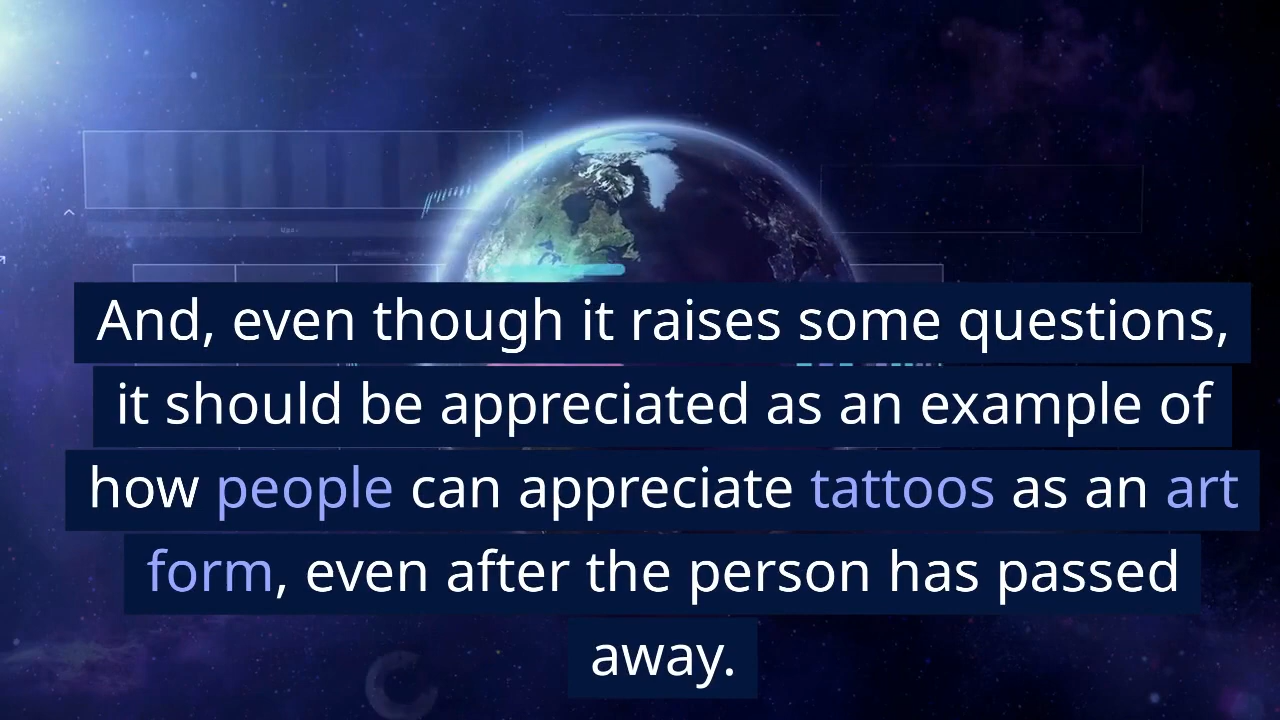 And, even though it raises some questions,
it should be appreciated as an example of
how people can appreciate tattoos as an art
form, even after the person has passed
away.